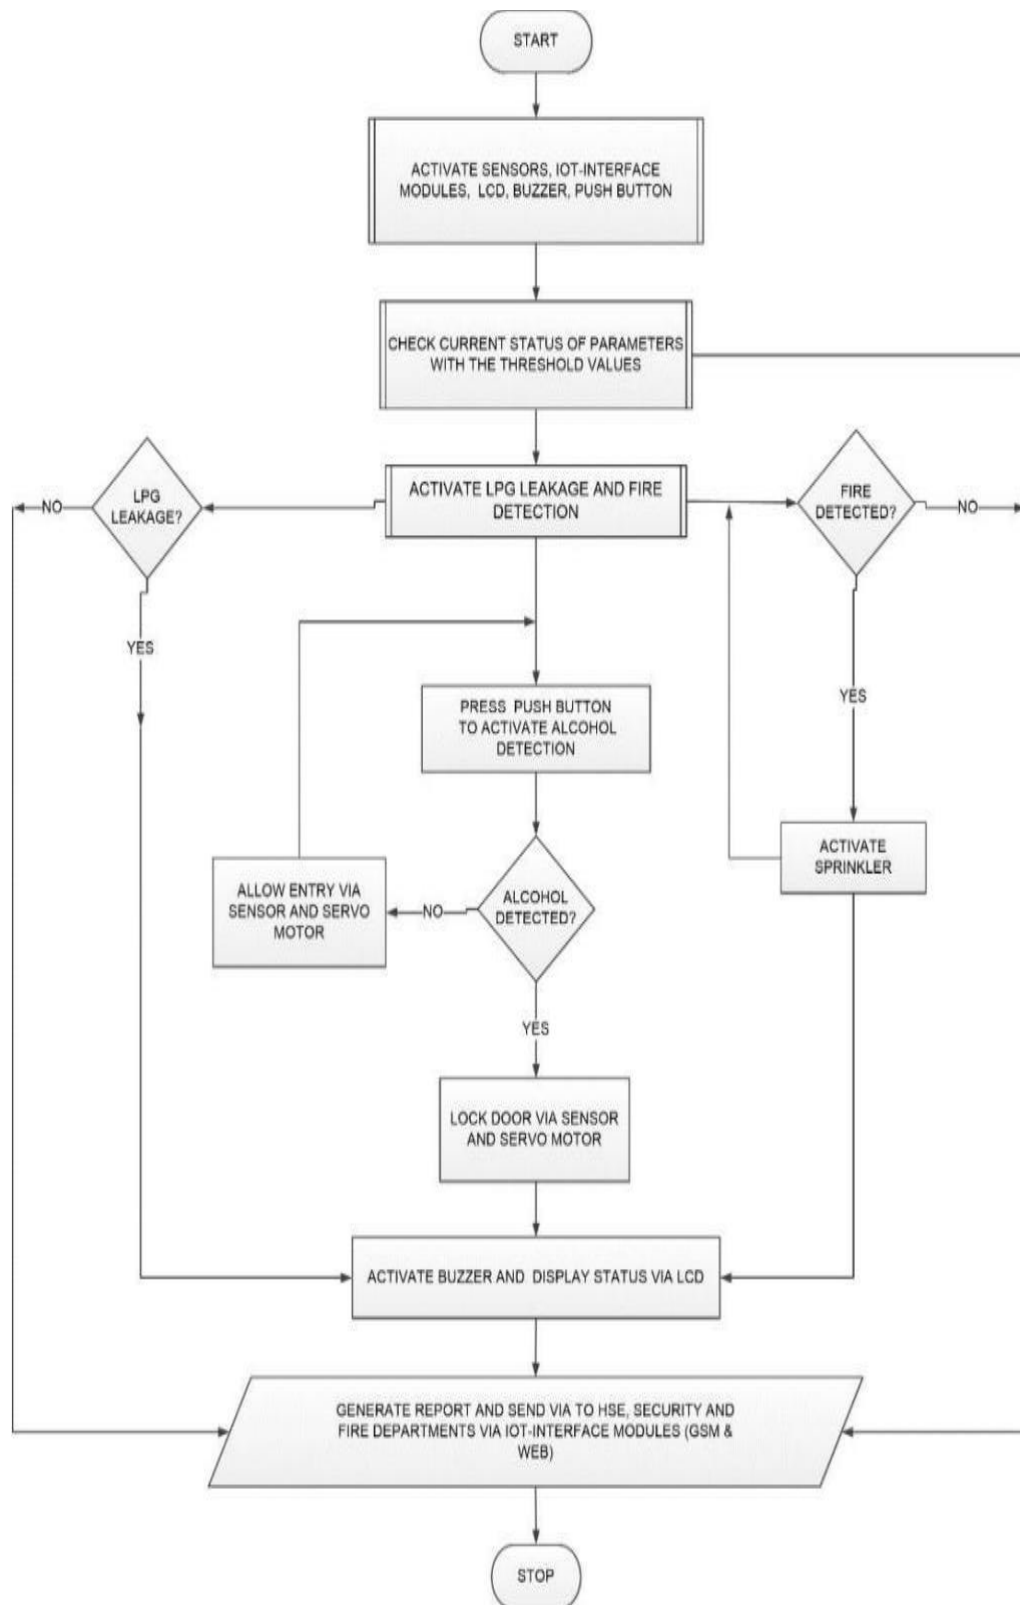 START
ACTIVATE SENSORS, IOT-INTERFACE
MODULES, LCD, BUZZER, PUSH BUTTON
CHECK CURRENT STATUS OF PARAMETERS
WITH THE THRESHOLD VALUES
LPG
LEAKAGE?
NO
ACTIVATE LPG LEAKAGE AND FIRE
DETECTION
FIRE
DETECTED?
NO
YES
YES
PRESS PUSH BUTTON
TO ACTIVATE ALCOHOL
DETECTION
ACTIVATE
SPRINKLER
ALLOW ENTRY VIA
SENSOR AND SERVO
MOTOR
NO
ALCOHOL
DETECTED?
YES
LOCK DOOR VIA SENSOR
AND SERVO MOTOR
ACTIVATE BUZZER AND DISPLAY STATUS VIA LCD
GENERATE REPORT AND SEND VIA TO HSE, SECURITY AND
FIRE DEPARTMENTS VIA IOT-INTERFACE MODULES (GSM &
WEB)
STOP